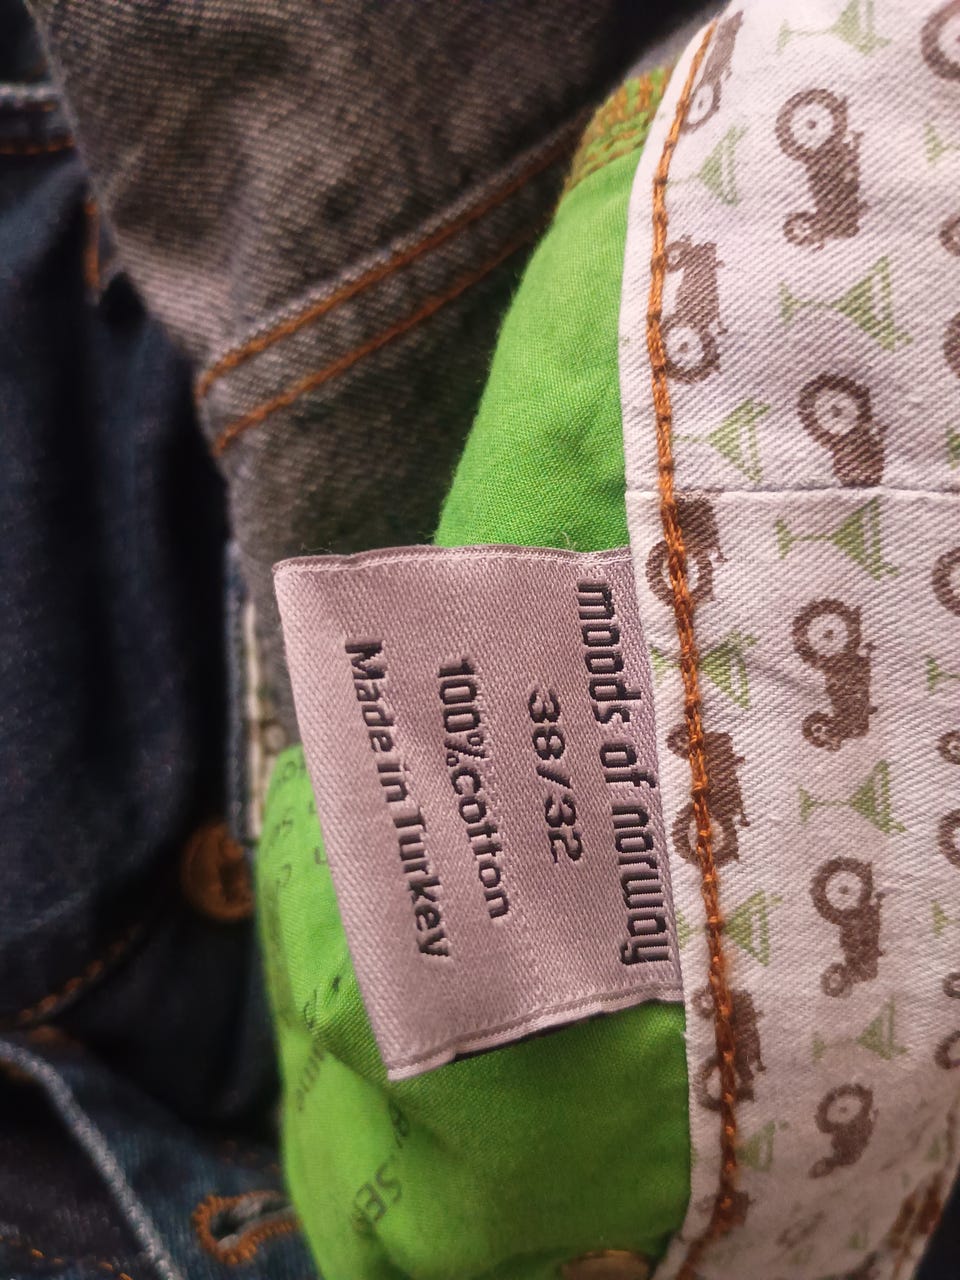 moods of norway
38/32
100%cotton
Made in Turkey